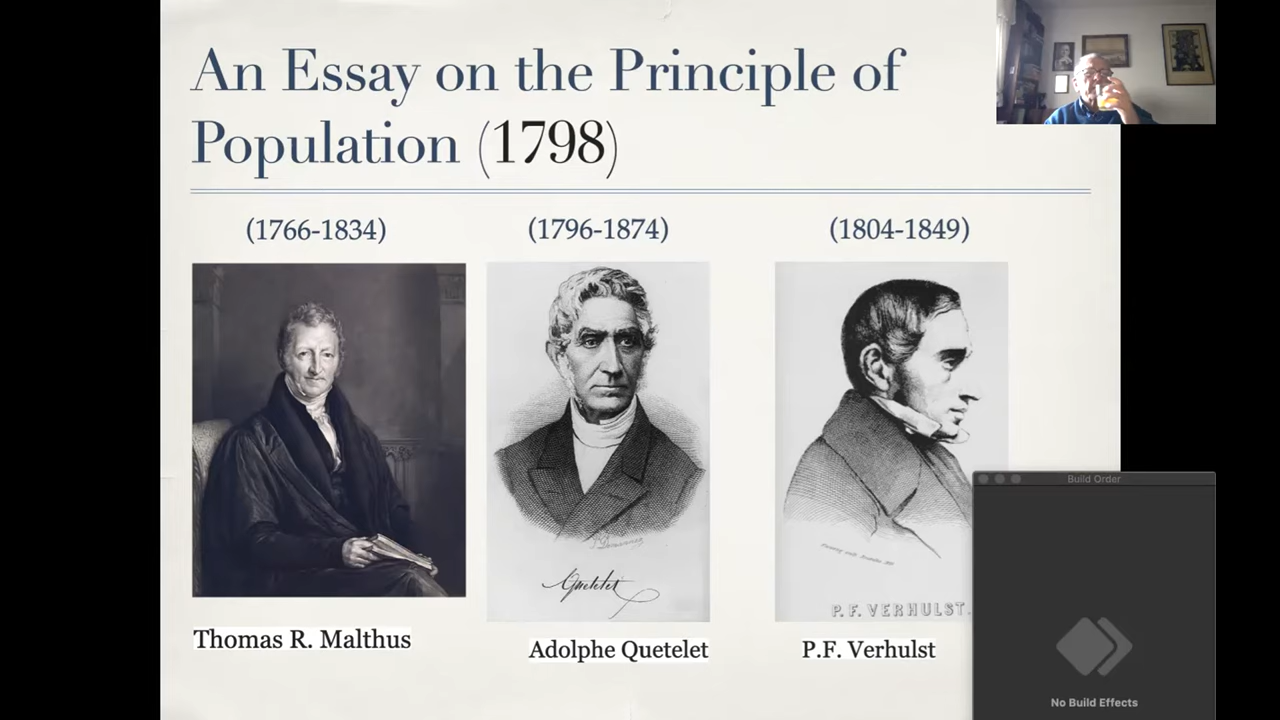 An Essay on the Principle of
Population (1798)
(1766-1834)
(1796-1874)
(1804-1849)
Quetelet
P. F. VERHULST.
Thomas R. Malthus
Adolphe Quetelet
P.F. Verhulst
Build Order
No Build Effects